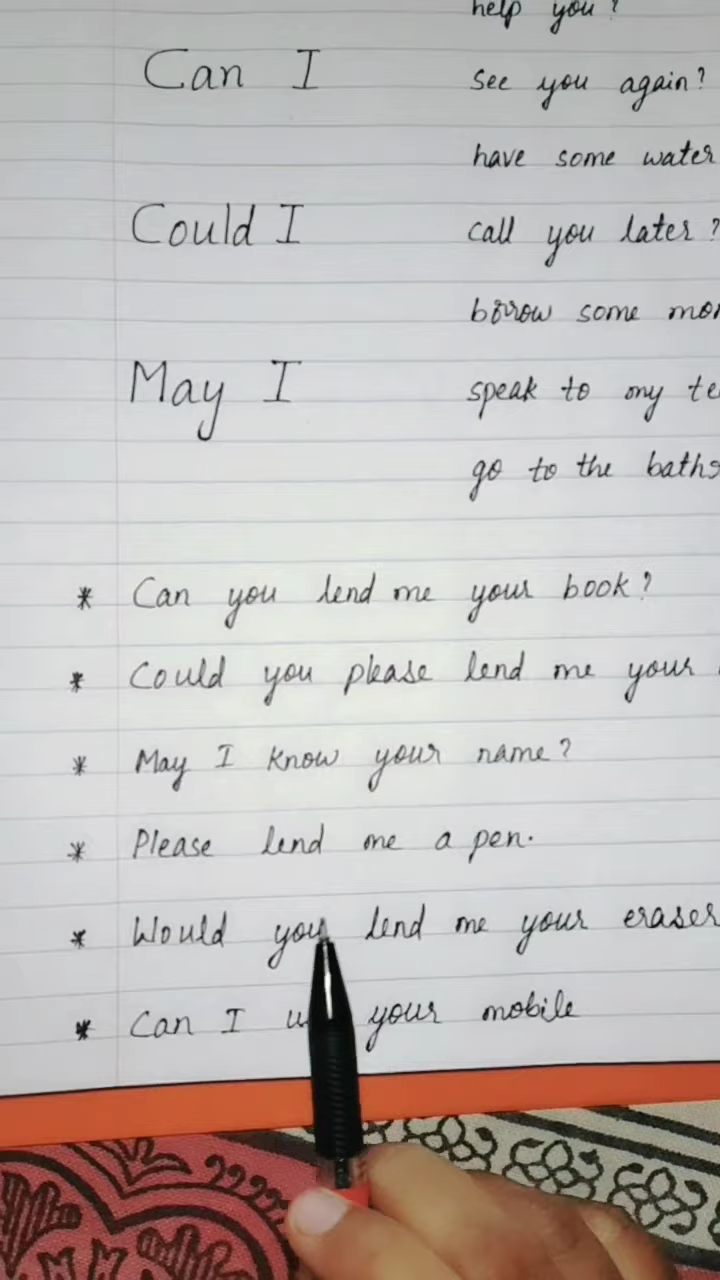 help you?
Can I see you again?
have some water
Could I call you later?
borrow some
May I speak to my
go to the
* Can you lend me your book?
* Could you please lend me your
* May I know your name?
* Please lend me a pen.
* Would you lend me your eraser
* Can I your mobile